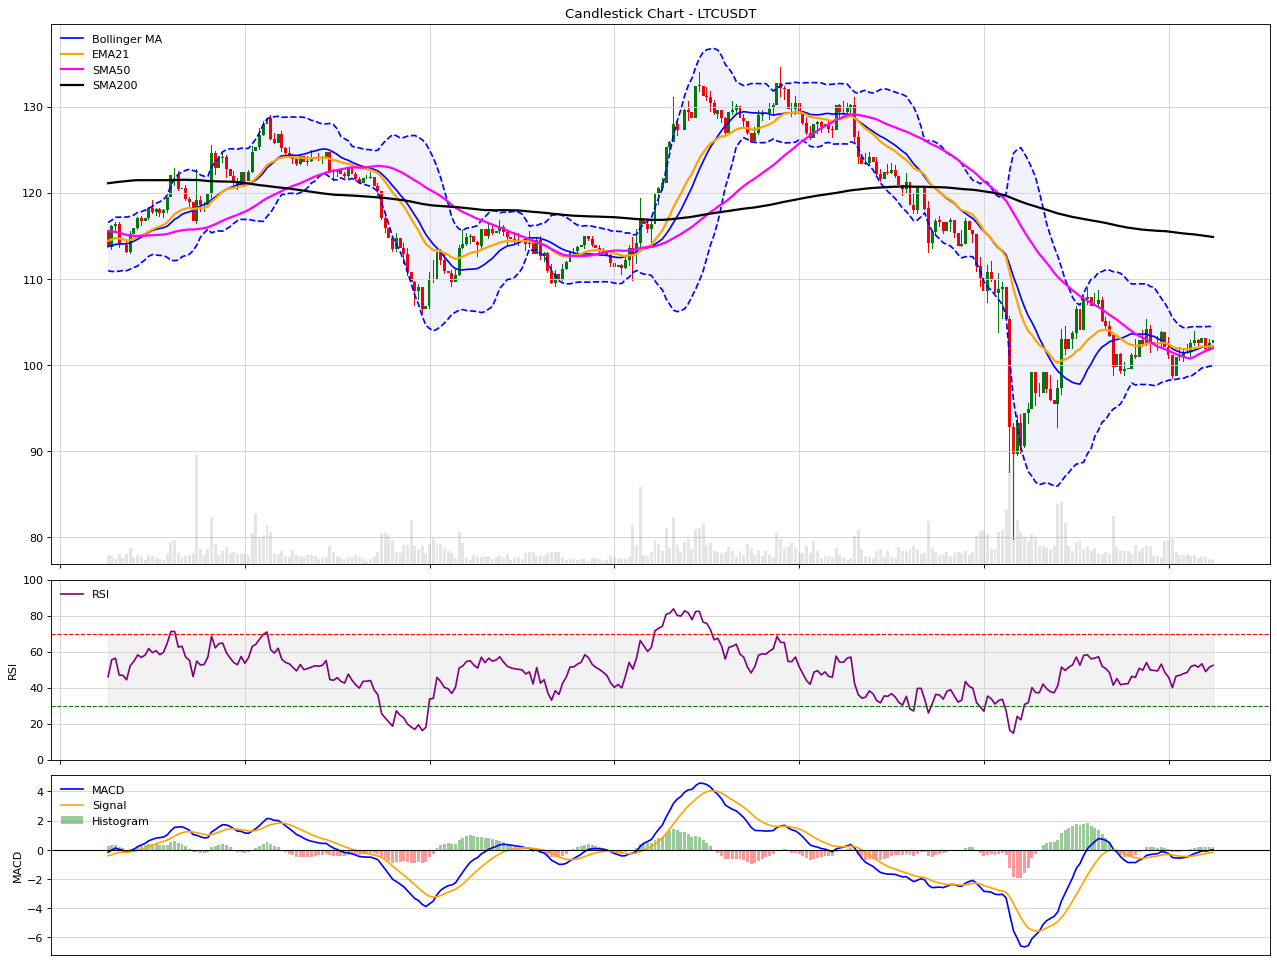 Candlestick Chart - LTCUSDT
Bollinger MA
EMA21
SMA50
SMA200
130
120
110
100
90
80
100
80
60
40
20
0
RSI
RSI
4
2
0
−2
−4
−6
MACD
MACD
Signal
Histogram